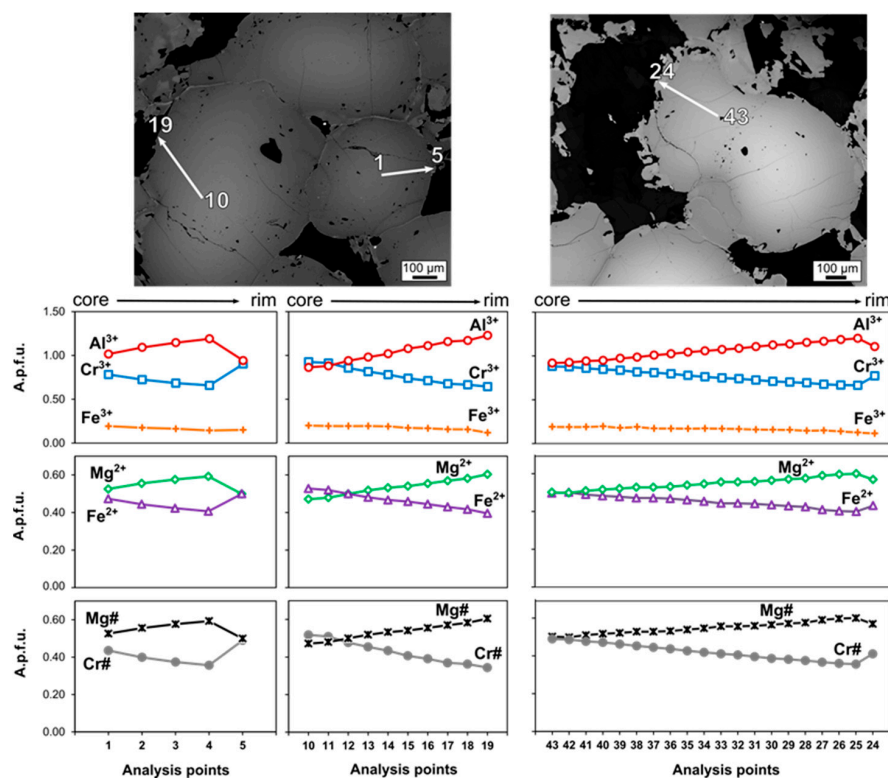 19
10
1
5
100 µm
24
43
100 µm
core rim
core rim
core rim
A.p.f.u.
1.50
1.00
0.50
0.00
Al3+
Cr3+
Fe3+
Al3+
Cr3+
Fe3+
Al3+
Cr3+
Fe3+
A.p.f.u.
0.60
0.40
0.20
0.00
Mg2+
Fe2+
Mg2+
Fe2+
Mg2+
Fe2+
A.p.f.u.
0.60
0.40
0.20
0.00
Mg#
Cr#
Mg#
Cr#
Mg#
Cr#
1 2 3 4 5
10 11 12 13 14 15 16 17 18 19
43 42 41 40 39 38 37 36 35 34 33 32 31 30 29 28 27 26 25 24
Analysis points
Analysis points
Analysis points